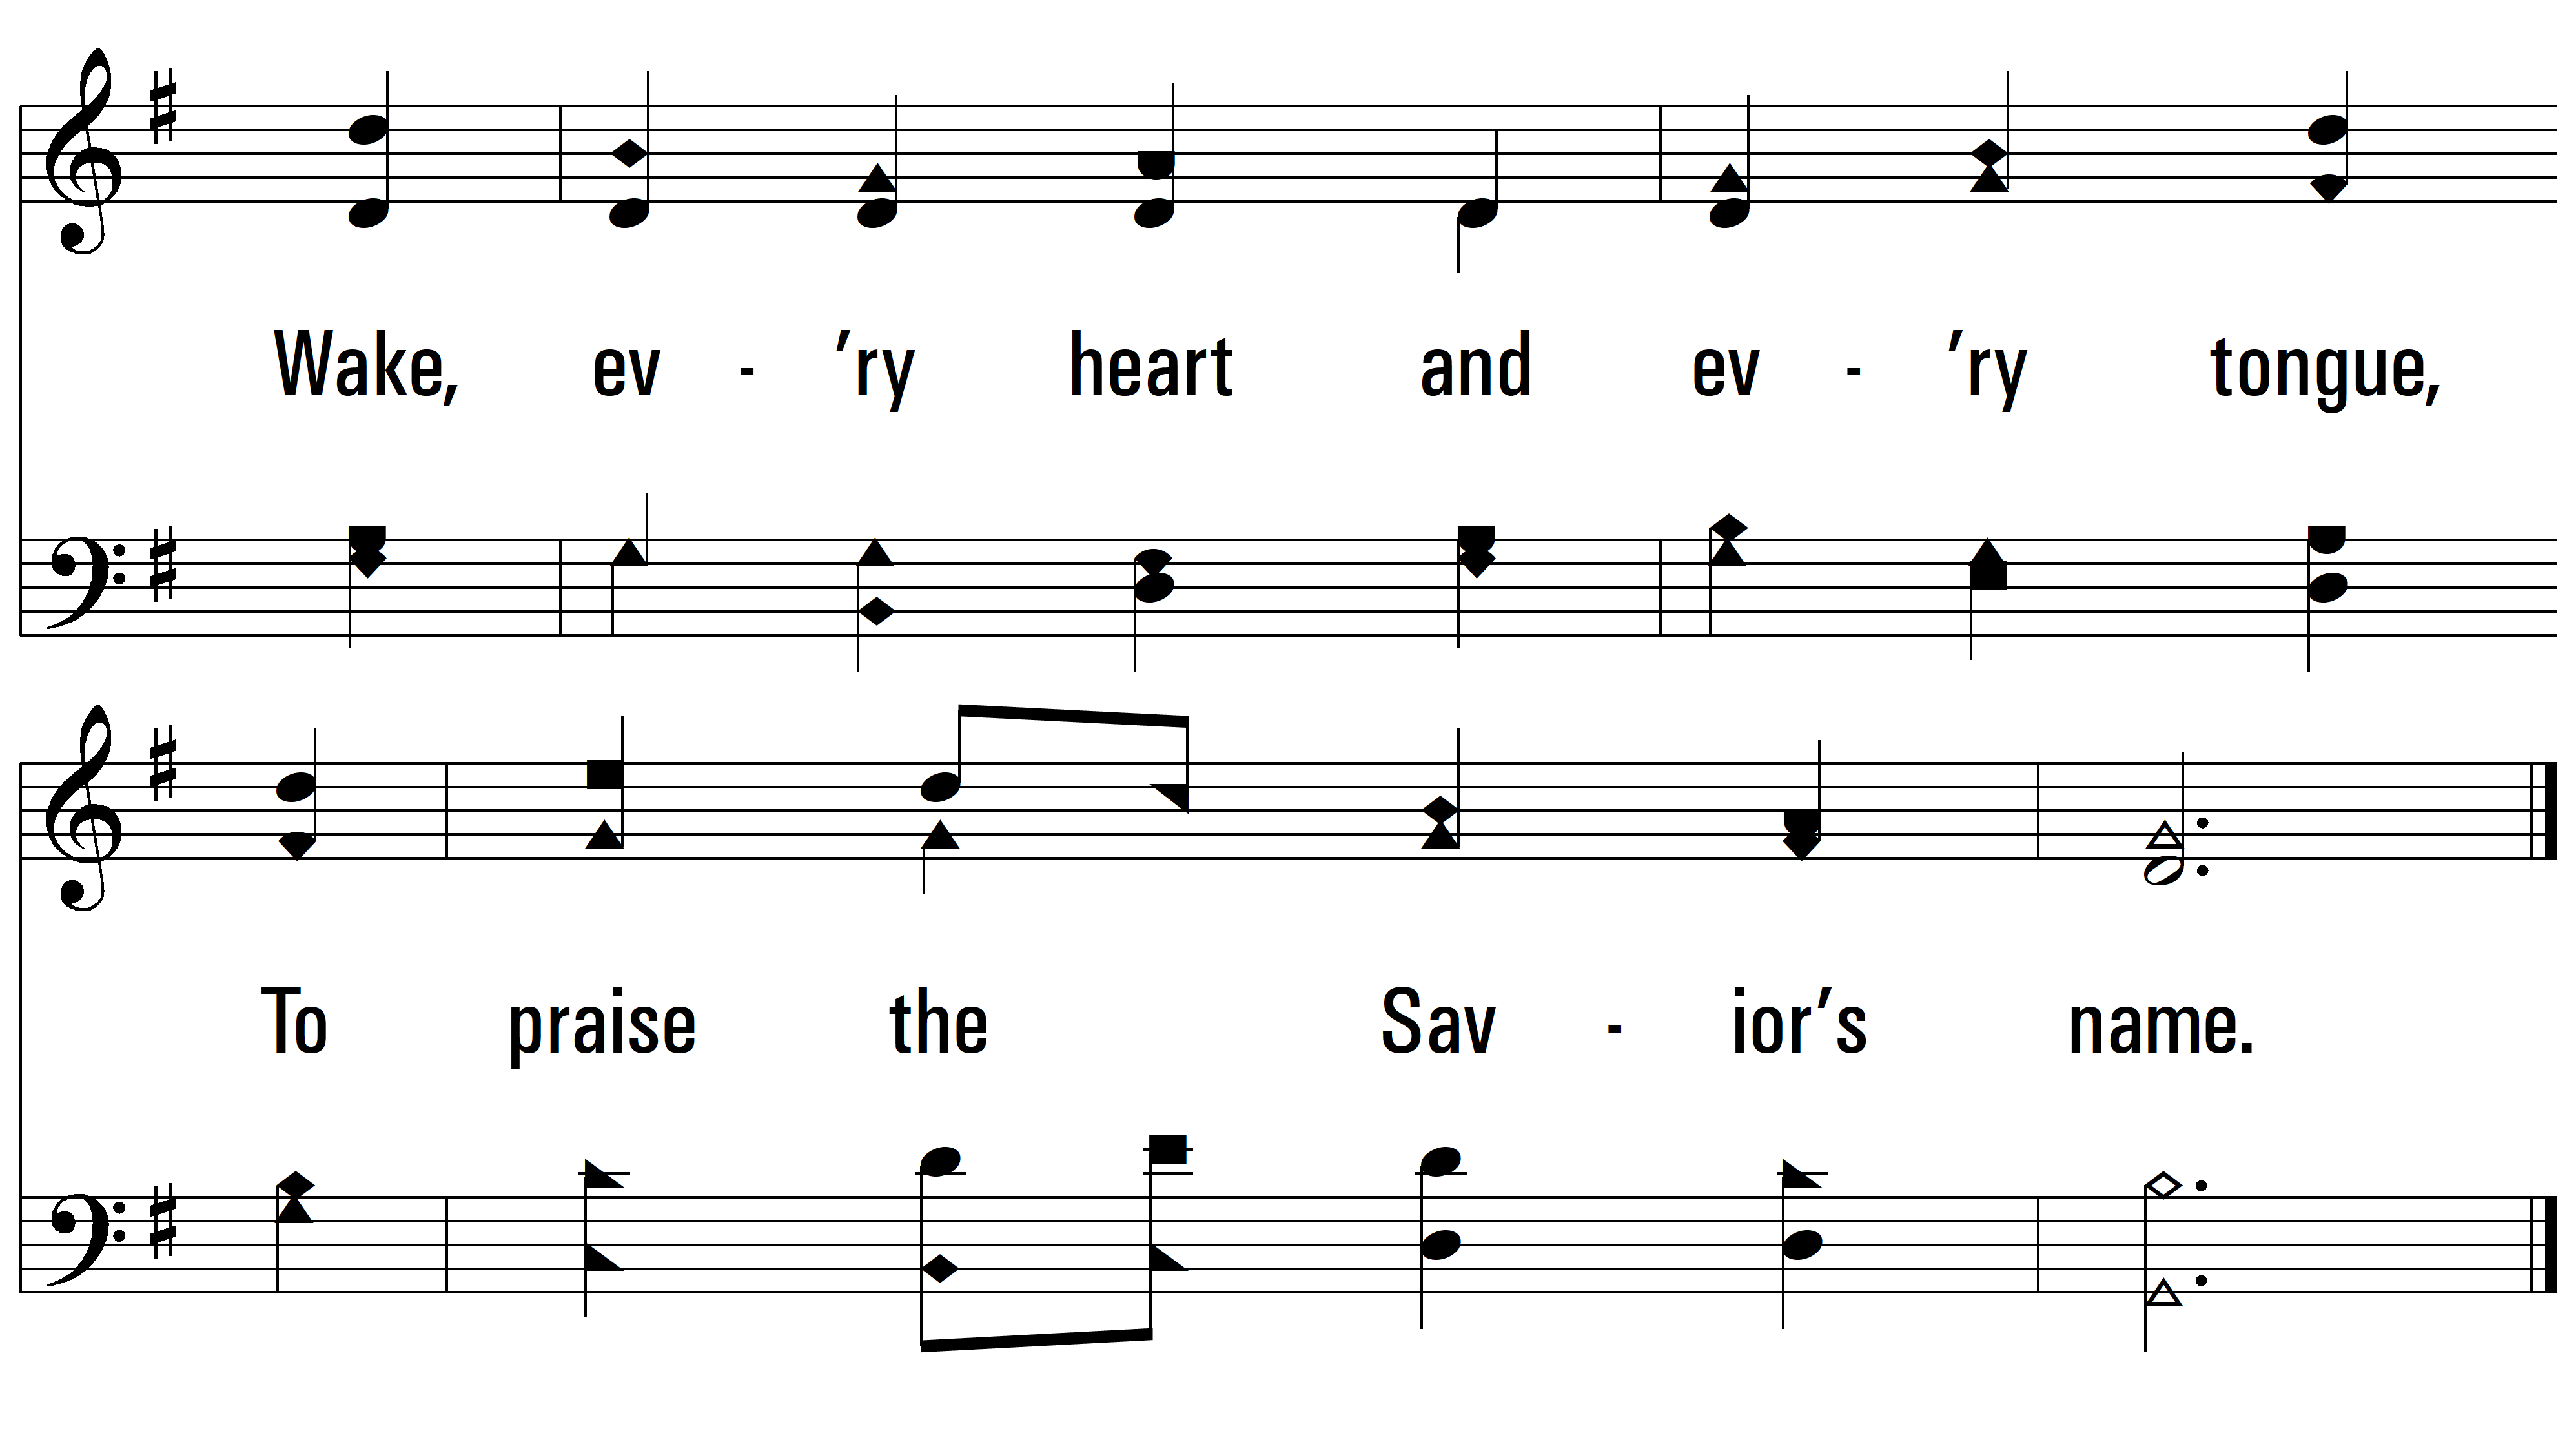 Wake, ev - ’ry heart and ev - ’ry tongue,
To praise the Sav - ior’s name.